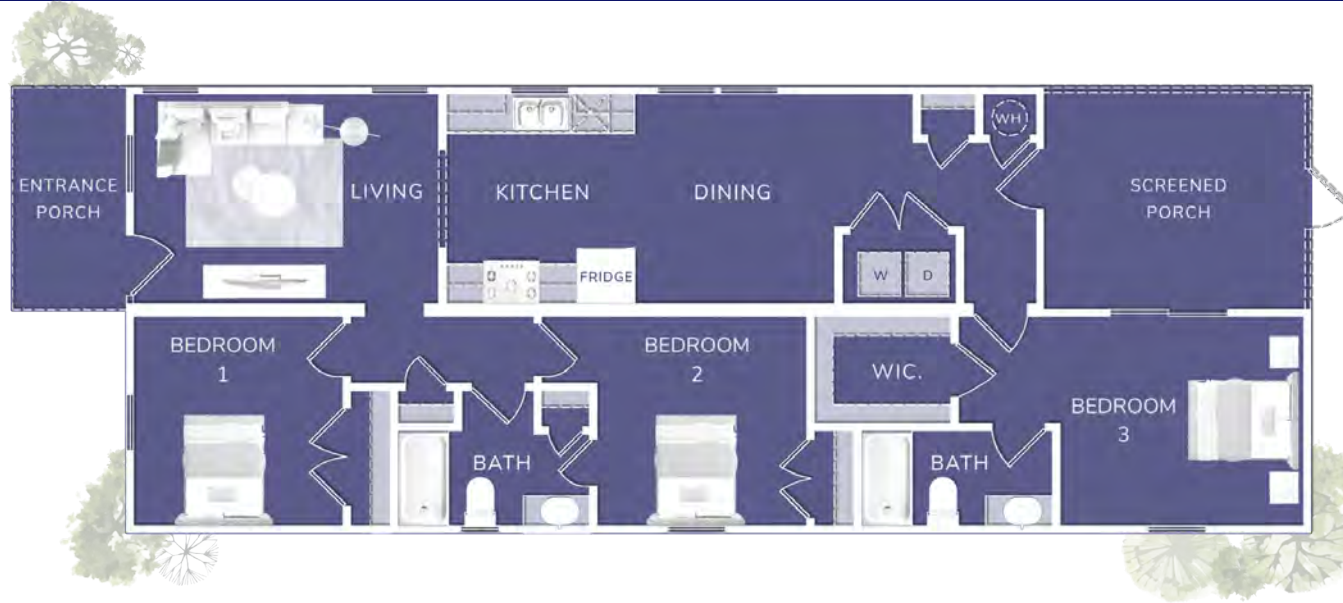 ENTRANCE
PORCH
LIVING
KITCHEN
DINING
WH
SCREENED
PORCH
FRIDGE
W
D
BEDROOM
1
BEDROOM
2
WIC.
BEDROOM
3
BATH
BATH